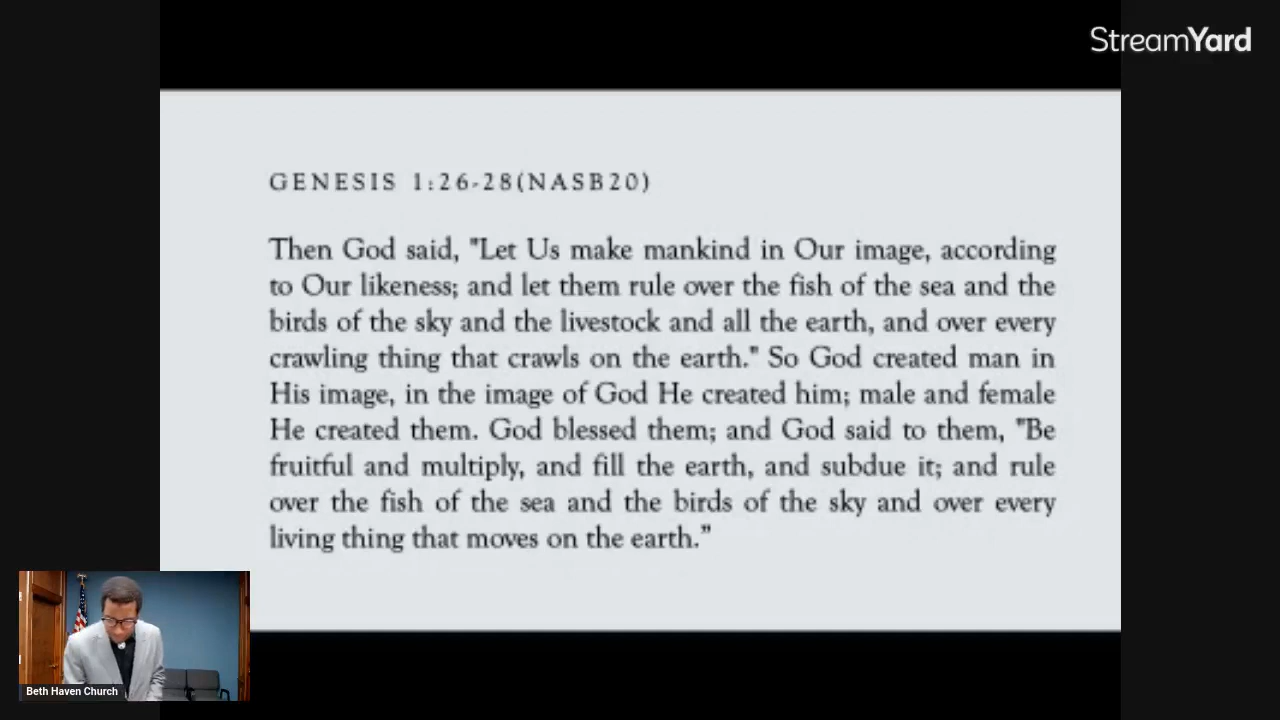 StreamYard
GENESIS 1:26-28(NASB20)
Then God said, "Let Us make mankind in Our image, according
to Our likeness; and let them rule over the fish of the sea and the
birds of the sky and the livestock and all the earth, and over every
crawling thing that crawls on the earth." So God created man in
His image, in the image of God He created him; male and female
He created them. God blessed them; and God said to them, "Be
fruitful and multiply, and fill the earth, and subdue it; and rule
over the fish of the sea and the birds of the sky and over every
living thing that moves on the earth.”
Beth Haven Church